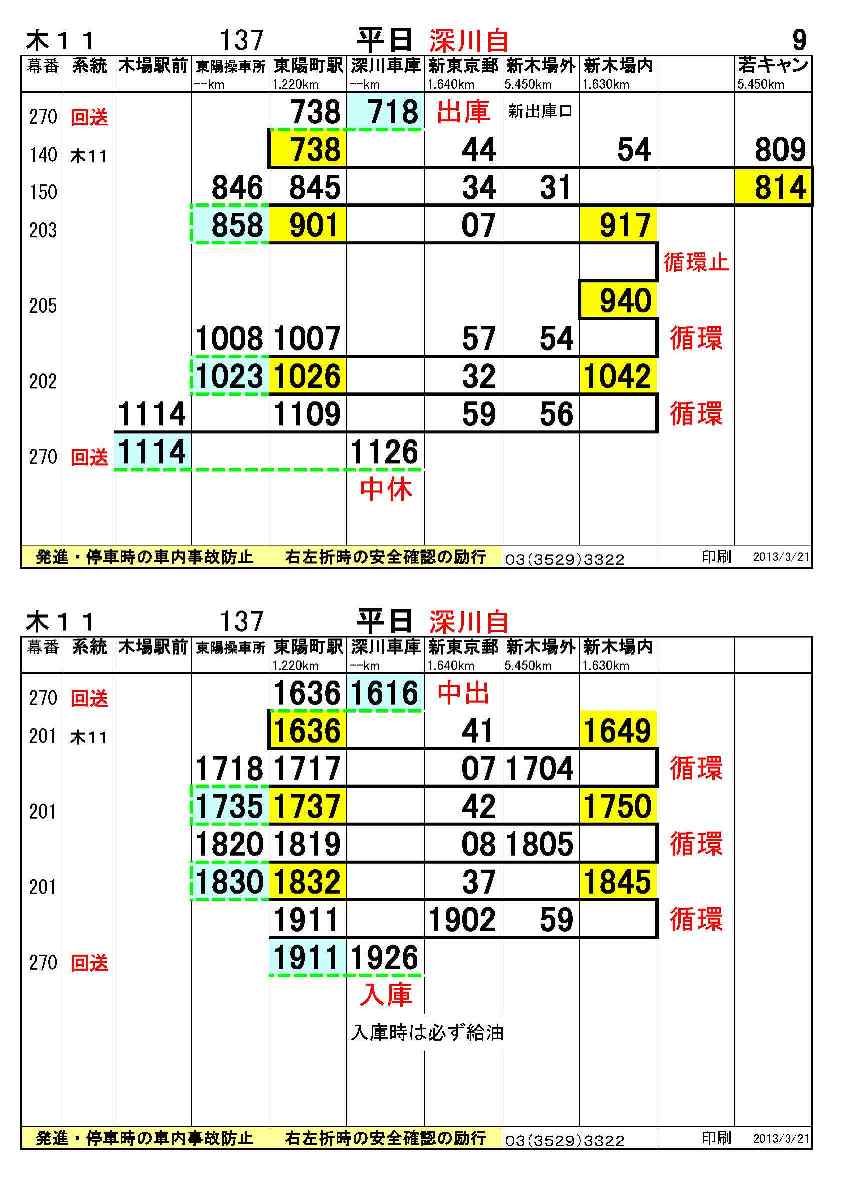 木11 137 平日 深川自 9
幕番 系統 木場駅前 東陽操車所 東陽町駅 深川車庫 新東京郵 新木場外 新木場内 若キャン
--km 1.220km --km 1.640km 5.450km 1.630km 5.450km
270 回送 738 718 出庫 新出庫口
140 木11 738 44 54 809
150 846 845 34 31 814
203 858 901 07 917
循環止
205 940
1008 1007 57 54 循環
202 1023 1026 32 1042
1114 1109 59 56 循環
270 回送 1114 1126
中休
発進・停車時の車内事故防止 右左折時の安全確認の励行 03(3529)3322 印刷 2013/3/21
木11 137 平日 深川自
幕番 系統 木場駅前 東陽操車所 東陽町駅 深川車庫 新東京郵 新木場外 新木場内
1.220km --km 1.640km 5.450km 1.630km
270 回送 1636 1616 中出
201 木11 1636 41 1649
1718 1717 07 1704 循環
201 1735 1737 42 1750
1820 1819 08 1805 循環
201 1830 1832 37 1845
1911 1902 59 循環
270 回送 1911 1926
入庫
入庫時は必ず給油
発進・停車時の車内事故防止 右左折時の安全確認の励行 03(3529)3322 印刷 2013/3/21